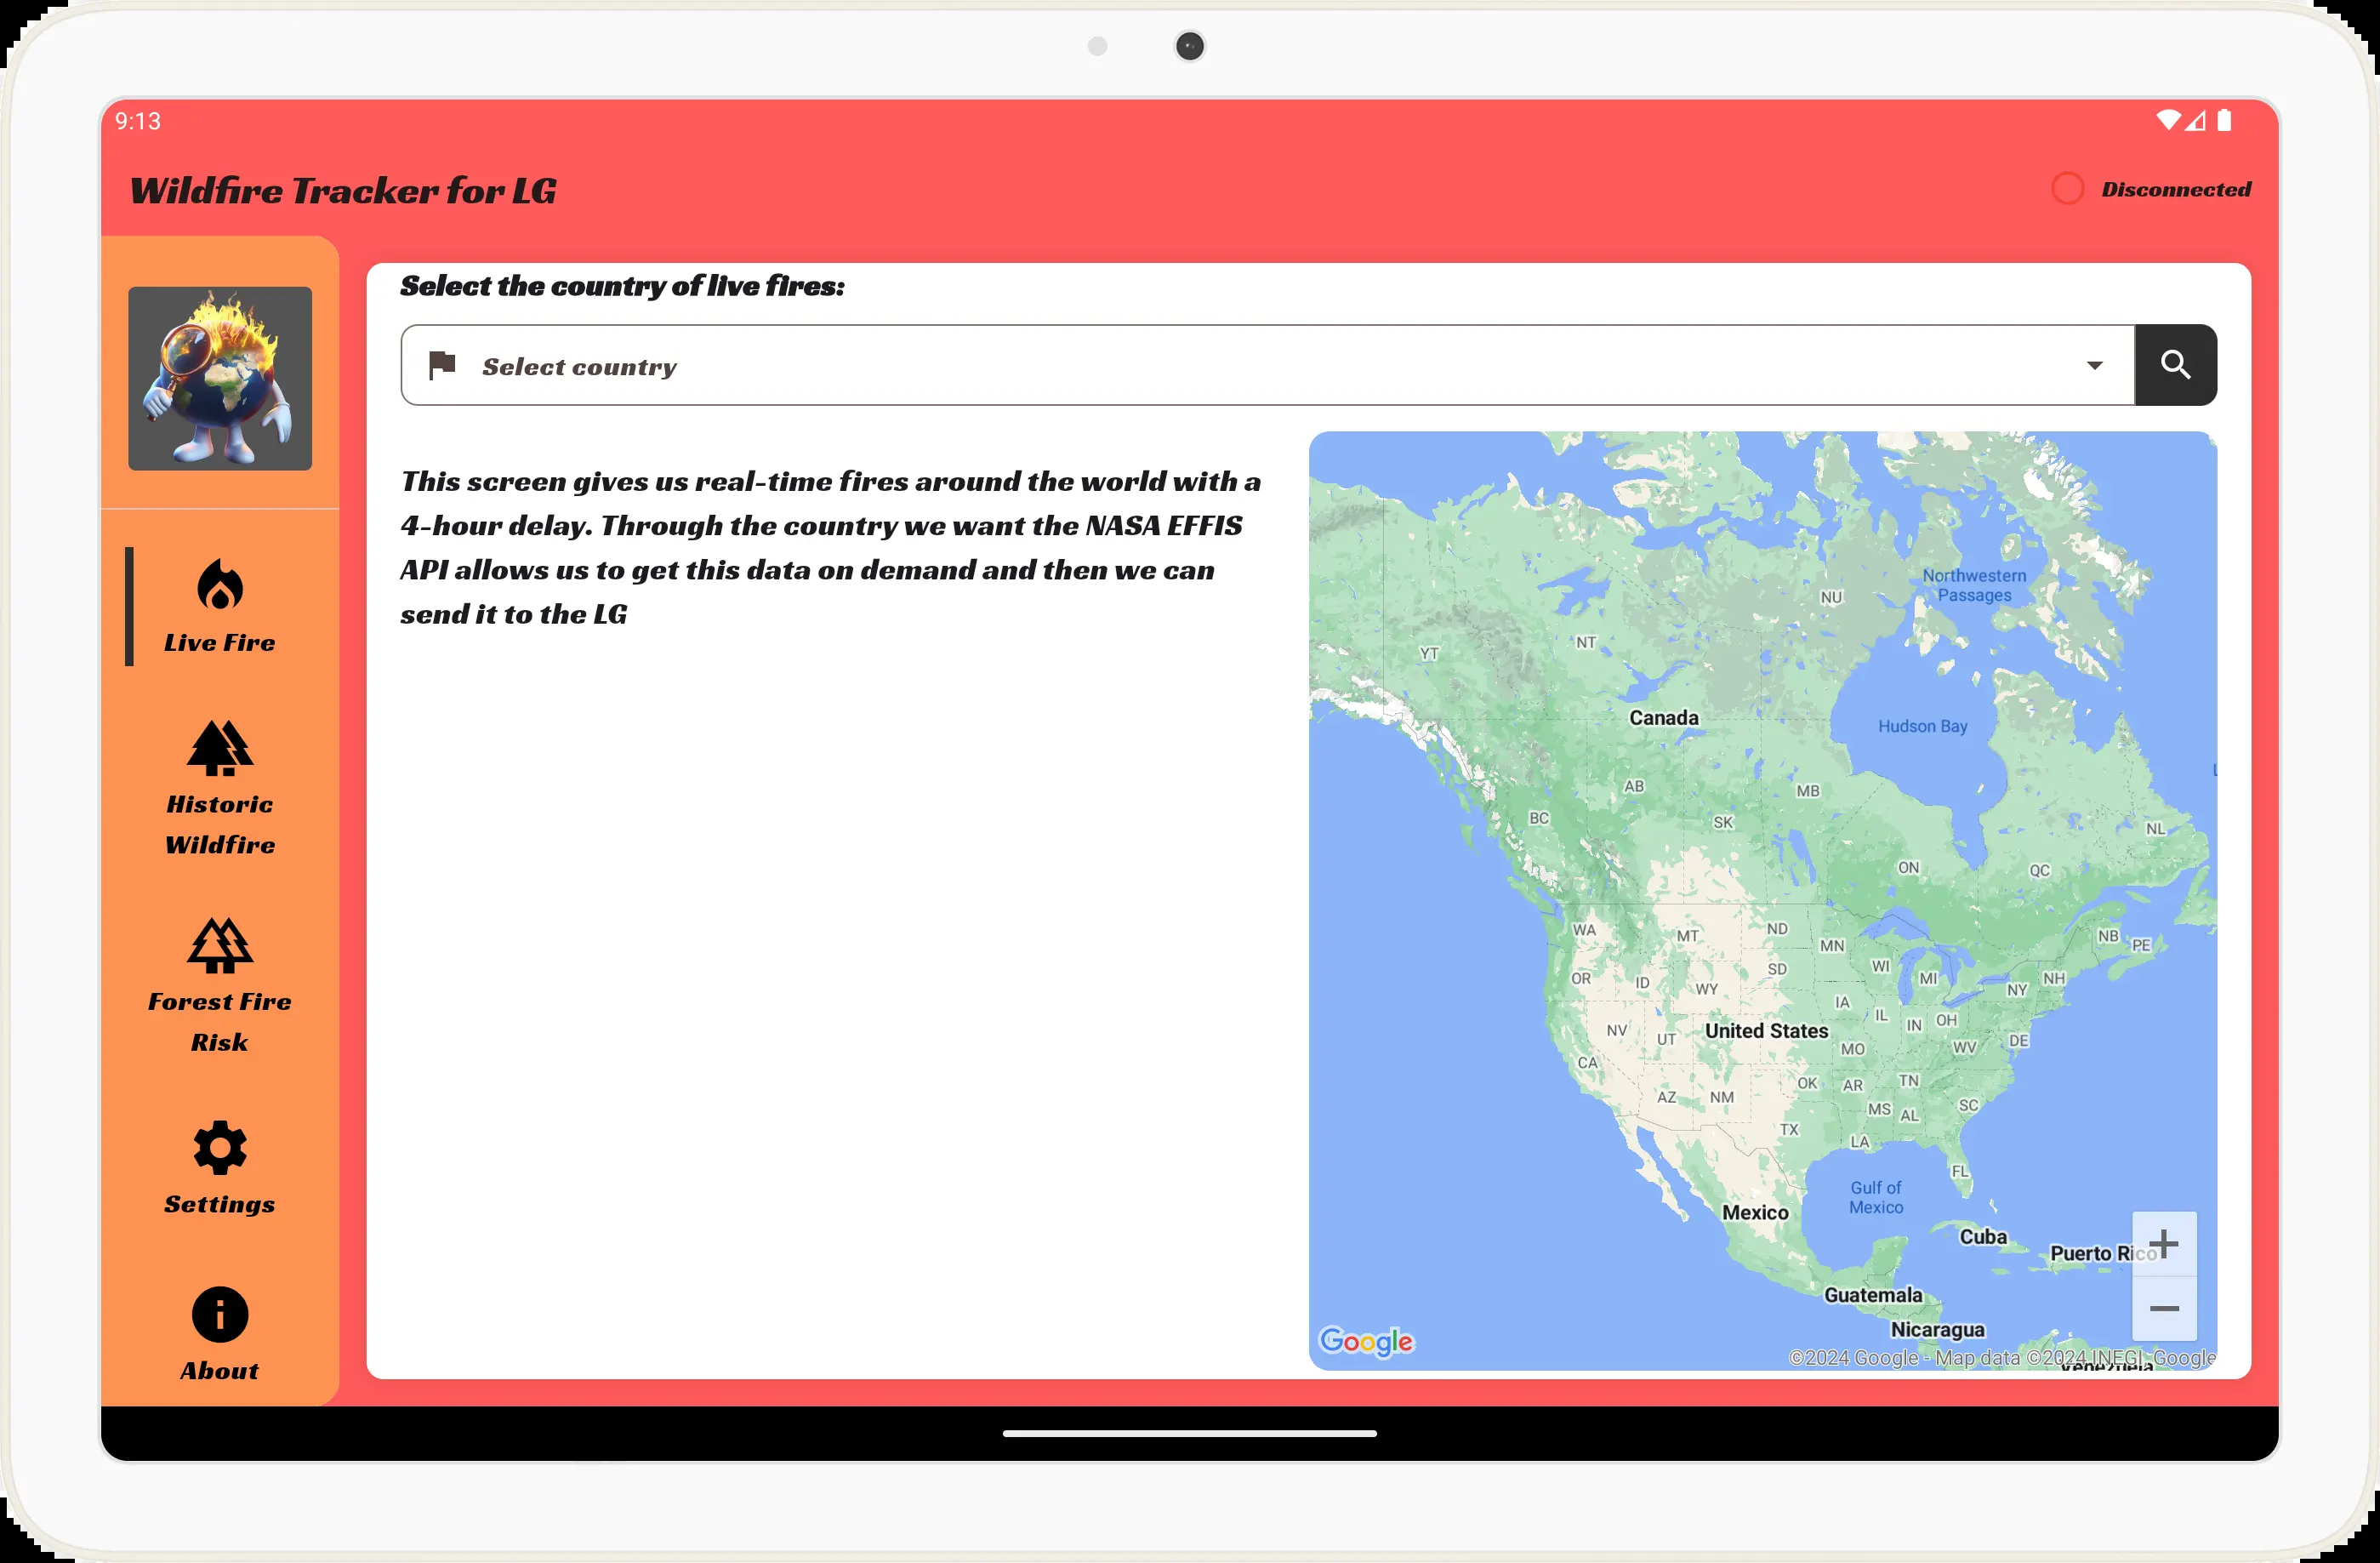 9:13
Wildfire Tracker for LG
Disconnected
Select the country of live fires:
Select country
This screen gives us real-time fires around the world with a
4-hour delay. Through the country we want the NASA EFFIS
API allows us to get this data on demand and then we can
send it to the LG
Live Fire
Historic
Wildfire
Forest Fire
Risk
Settings
About
Northwestern
Passages
NU
NT
YT
Canada
Hudson Bay
AB
MB
BC
SK
NL
ON
QC
WA
MT
ND
MN
NB
PE
WI
MI
OR
ID
SD
NH
WY
NY
IA
IL
IN
OH
NV
UT
United States
DE
MO
WV
CA
OK
AR
TN
AZ
NM
MS
AL
SC
TX
LA
FL
Gulf of
Mexico
Mexico
Cuba
Puerto Rico
Guatemala
Nicaragua
Google
©2024 Google - Map data ©2024 INEGI, Google
Venezuela